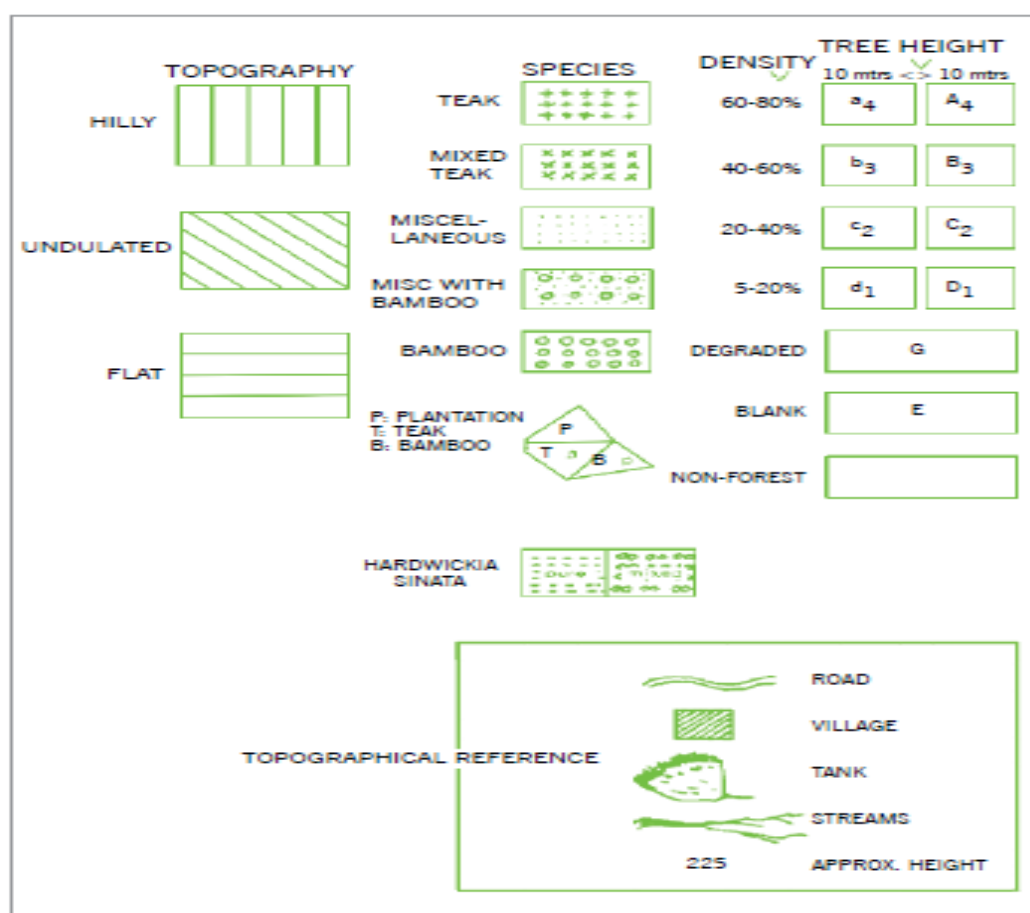 TOPOGRAPHY
HILLY
UNDULATED
FLAT
SPECIES
TEAK
MIXED
TEAK
MISCEL-
LANEOUS
MISC WITH
BAMBOO
BAMBOO
P: PLANTATION
T: TEAK
B: BAMBOO
P
T
B
HARDWICKIA
SINATA
DENSITY
TREE HEIGHT
10 mtrs < > 10 mtrs
60-80% a4 A4
40-60% b3 B3
20-40% c2 C2
5-20% d1 D1
DEGRADED G
BLANK E
NON-FOREST
TOPOGRAPHICAL REFERENCE
ROAD
VILLAGE
TANK
STREAMS
225 APPROX. HEIGHT